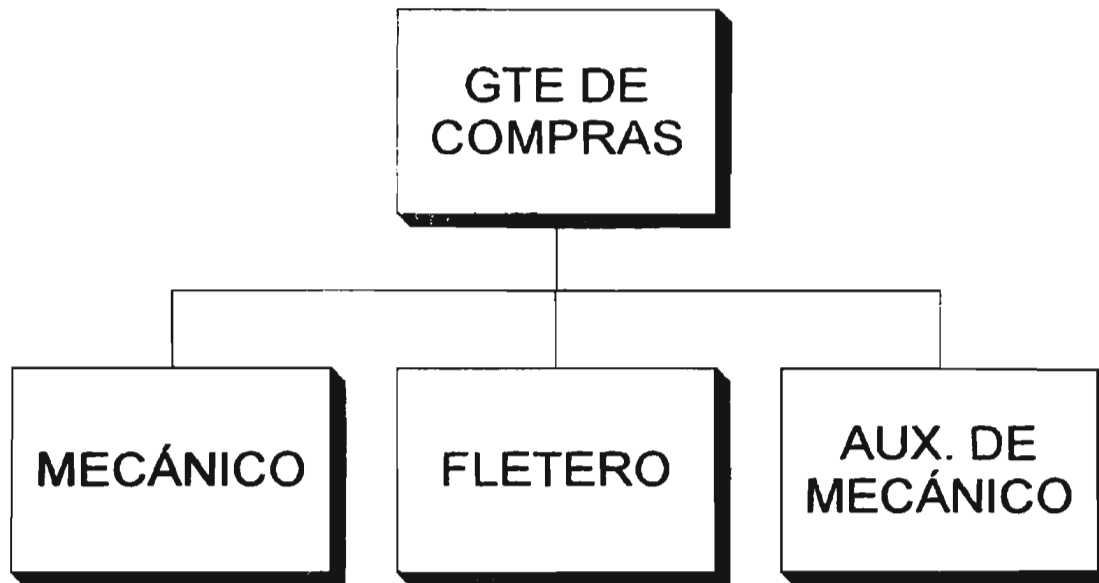 GTE DE
COMPRAS
MECÁNICO
FLETERO
AUX. DE
MECÁNICO